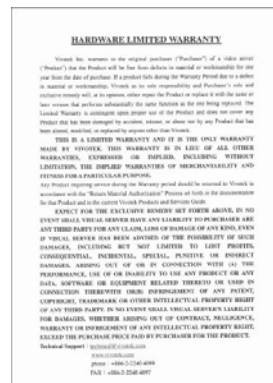 HARDWARE LIMITED WARRANTY
Vivotek Inc. warrants to the original purchaser ("Purchaser") of a video server
("Product") that the Product will be free from defects in material or workmanship for one
year from the date of purchase. If a product fails during the Warranty Period due to a defect
in material or workmanship, Vivotek as its sole responsibility and Purchaser's sole and
exclusive remedy will, at its opinion, either repair the Product or replace it with the same or
later version that performs substantially the same function as the one being replaced. The
Limited Warranty is contingent upon proper use of the Product and does not cover any
Product that has been damaged by accident, misuse, or abuse use by any Product that has
been altered, modified, or replaced by anyone other than Vivotek.
THIS IS A LIMITED WARRANTY AND IT IS THE ONLY WARRANTY
MADE BY VIVOTEK. THIS WARRANTY IS IN LIEU OF ALL OTHER
WARRANTIES, EXPRESSED OR IMPLIED, INCLUDING WITHOUT
LIMITATION, THE IMPLIED WARRANTIES OF MERCHANTABILITY AND
FITNESS FOR A PARTICULAR PURPOSE.
Any Product requiring service during the Warranty period should be returned to Vivotek in
accordance with the "Return Material Authorization" Process set forth in the documentation
for that Product and in the current Vivotek Products and Services Guide.
EXPECT FOR THE EXCLUSIVE REMEDY SET FORTH ABOVE, IN NO
EVENT SHALL VISUAL SERVER HAVE ANY LIABILITY TO PURCHASER ARE
ANY THIRD PARTY FOR ANY CLAIM, LOSS OF DAMAGE OF ANY KIND, EVEN
IF VISUAL SERVER HAS BEEN ADVISED OF THE POSSIBILITY OF SUCH
DAMAGES, INCLUDING BUT NOT LIMITED TO LOST PROFITS,
CONSEQUENTIAL, INCIDENTAL, SPECIAL, PUNITIVE OR INDIRECT
DAMAGES, ARISING OUT OF OR IN CONNECTION WITH (A) THE
PERFORMANCE, USE OF OR INABILITY TO USE ANY PRODUCT OR ANY
DATA, SOFTWARE OR EQUIPMENT RELATED THERETO OR USED IN
CONNECTION THEREWITH OR(B) INFRINGEMENT OF ANY PATENT,
COPYRIGHT, TRADEMARK OR OTHER INTELLECTUAL PROPERTY RIGHT
OF ANY THIRD PARTY. IN NO EVENT SHALL VISUAL SERVER'S LIABILITY
FOR DAMAGES, WHETHER ARISING OUT OF CONTRACT, NEGLIGENCE,
WARRANTY OR INFRIGEMENT OF ANY INTELLECTUAL PROPERTY RIGHT,
EXCEED THE PURCHASE PRICE PAID BY PURCHASER FOR THE PRODUCT.
Technical Support : technical@vivotek.com
www.vivotek.com
phone : +886-2-2240-4099
FAX : +886-2-2240-4097